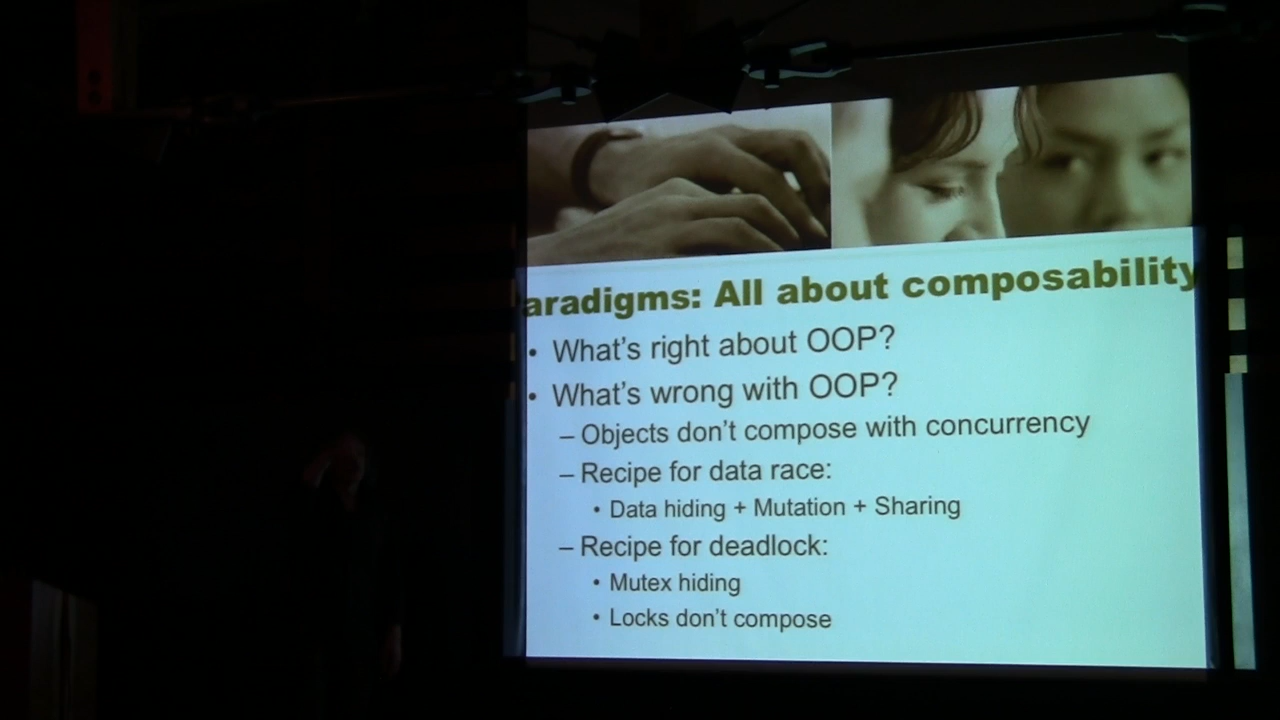 aradigms: All about composability
• What's right about OOP?
• What's wrong with OOP?
– Objects don't compose with concurrency
– Recipe for data race:
• Data hiding + Mutation + Sharing
– Recipe for deadlock:
• Mutex hiding
• Locks don't compose